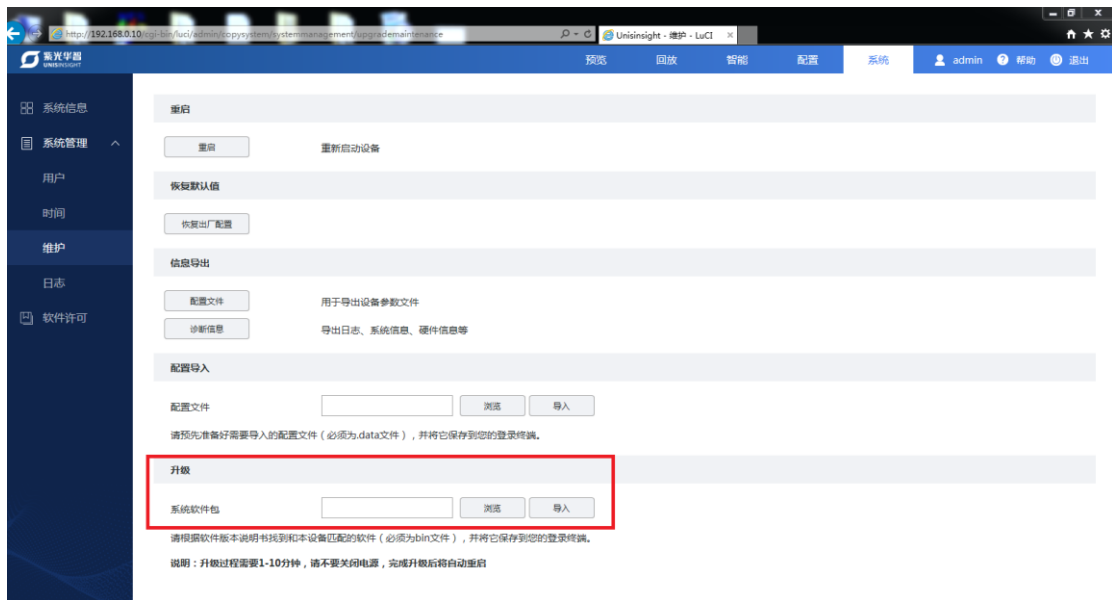 http://192.168.0.10/cgi-bin/luci/admin/copysystem/systemmanagement/upgrademaintenance
Unisinsight - 维护 - LuCI
紫光华智
UNISINSIGHT
预览 回放 智能 配置 系统 admin 帮助 退出
系统信息
系统管理
用户
时间
维护
日志
软件许可
重启
重启 重新启动设备
恢复默认值
恢复出厂配置
信息导出
配置文件 用于导出设备参数文件
诊断信息 导出日志、系统信息、硬件信息等
配置导入
配置文件 浏览 导入
请预先准备好需要导入的配置文件（必须为.data文件），并将它保存到您的登录终端。
升级
系统软件包 浏览 导入
请根据软件版本说明书找到和本设备匹配的软件（必须为bin文件），并将它保存到您的登录终端。
说明：升级过程需要1-10分钟，请不要关闭电源，完成升级后将自动重启